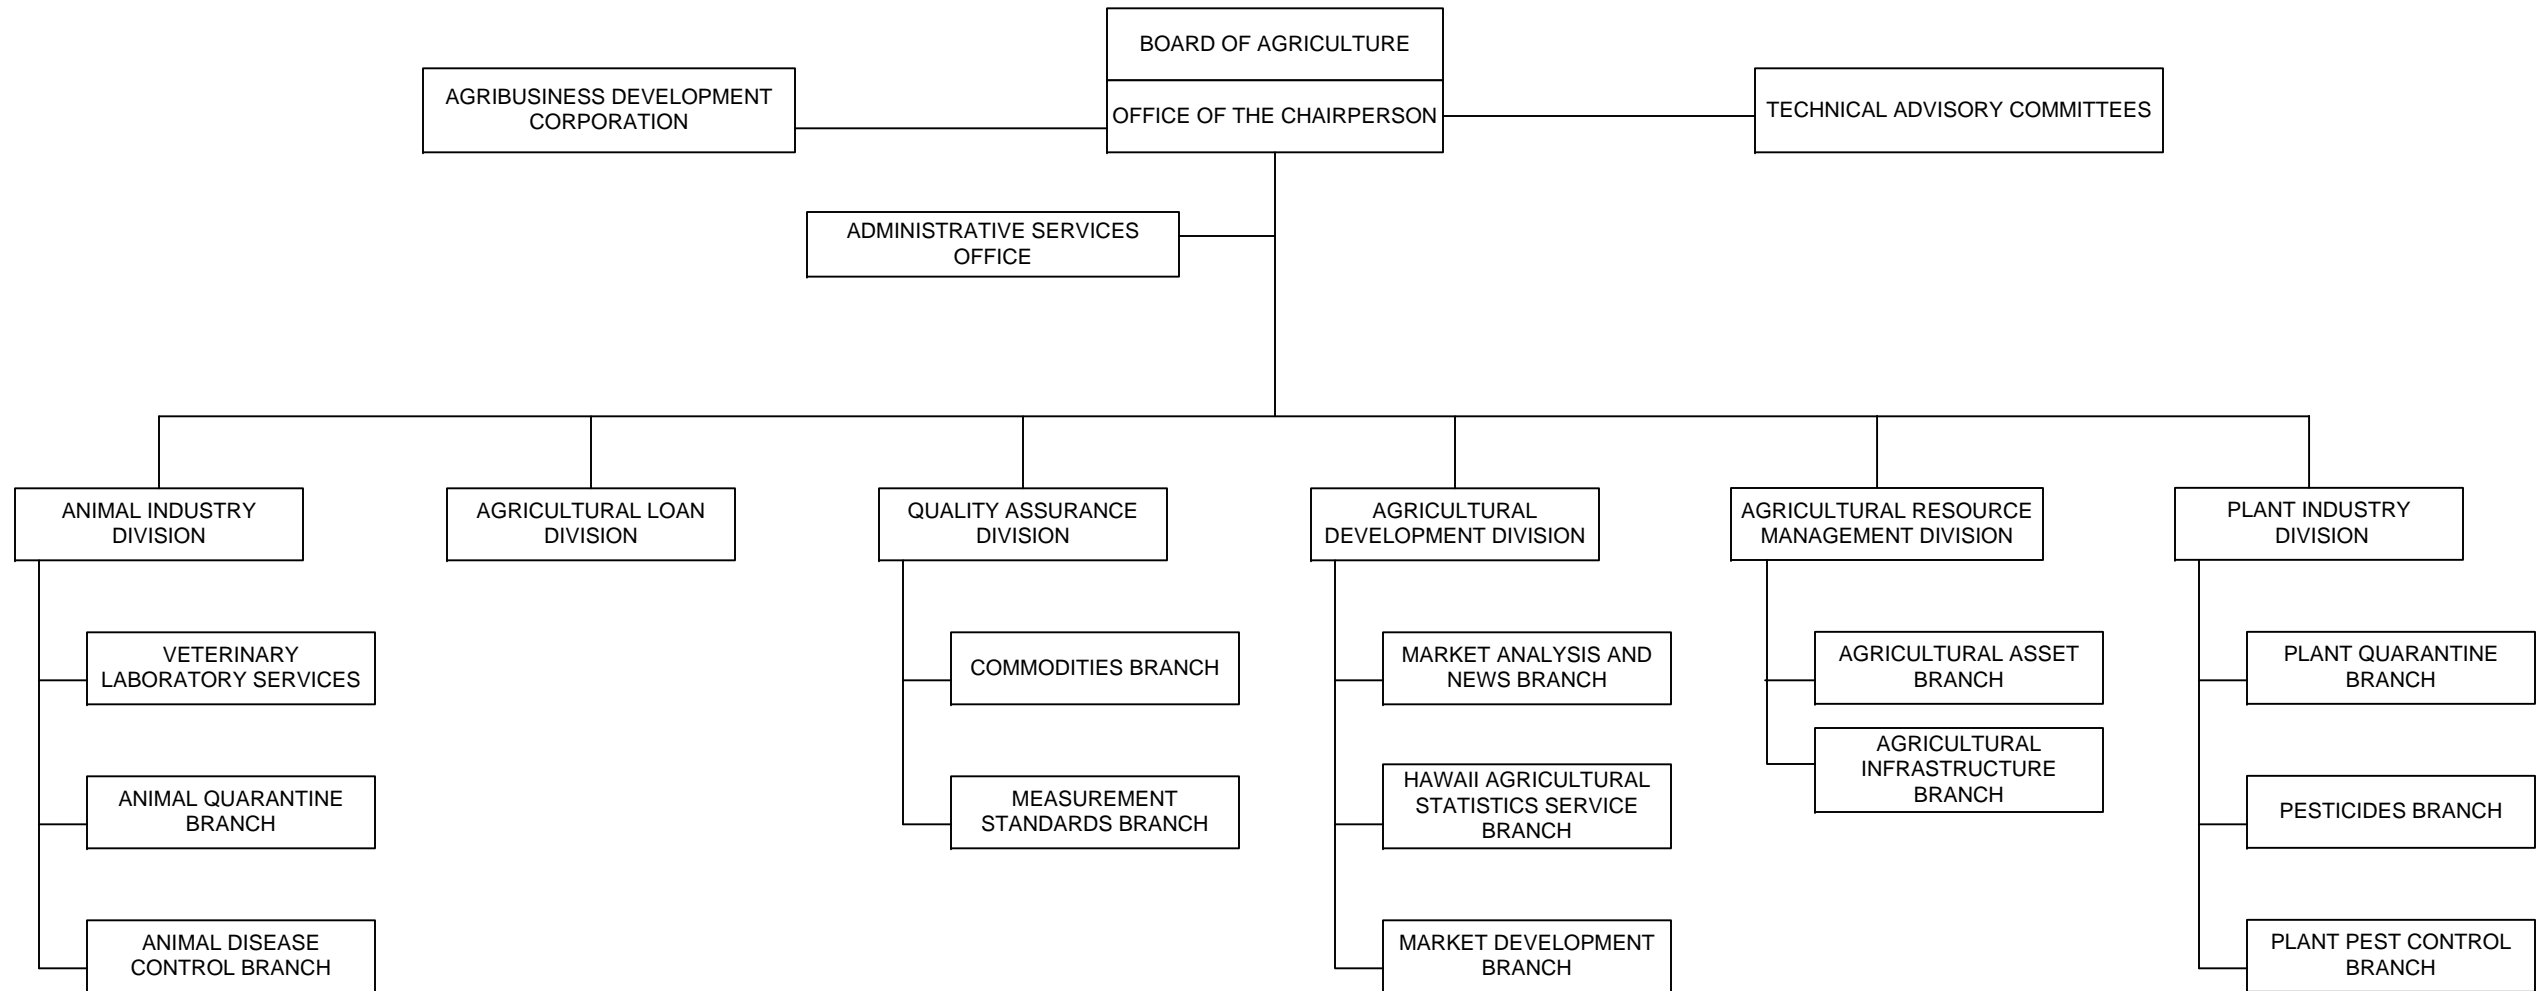 BOARD OF AGRICULTURE
OFFICE OF THE CHAIRPERSON
AGRIBUSINESS DEVELOPMENT
CORPORATION
TECHNICAL ADVISORY COMMITTEES
ADMINISTRATIVE SERVICES
OFFICE
ANIMAL INDUSTRY
DIVISION
AGRICULTURAL LOAN
DIVISION
QUALITY ASSURANCE
DIVISION
AGRICULTURAL
DEVELOPMENT DIVISION
AGRICULTURAL RESOURCE
MANAGEMENT DIVISION
PLANT INDUSTRY
DIVISION
VETERINARY
LABORATORY SERVICES
COMMODITIES BRANCH
MARKET ANALYSIS AND
NEWS BRANCH
AGRICULTURAL ASSET
BRANCH
PLANT QUARANTINE
BRANCH
ANIMAL QUARANTINE
BRANCH
MEASUREMENT
STANDARDS BRANCH
HAWAII AGRICULTURAL
STATISTICS SERVICE
BRANCH
AGRICULTURAL
INFRASTRUCTURE
BRANCH
PESTICIDES BRANCH
ANIMAL DISEASE
CONTROL BRANCH
MARKET DEVELOPMENT
BRANCH
PLANT PEST CONTROL
BRANCH